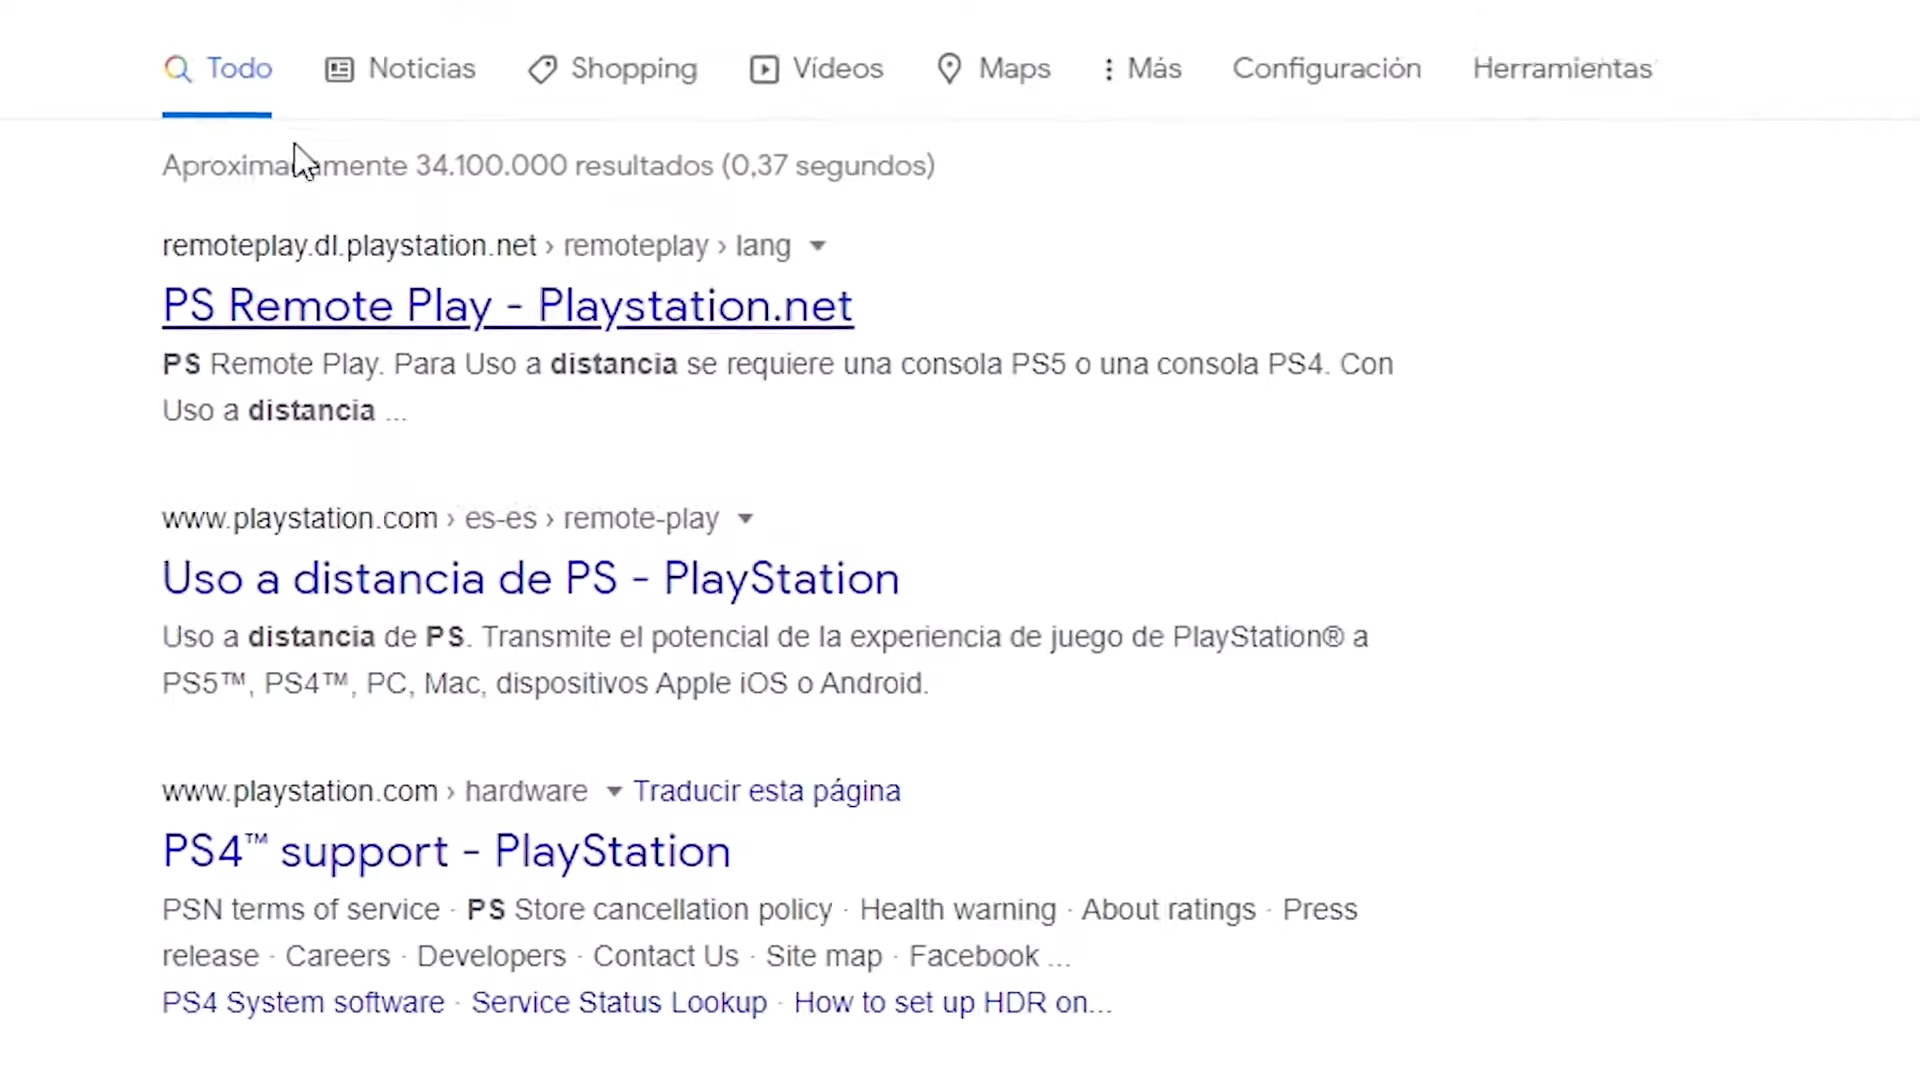 Todo Noticias Shopping Vídeos Maps Más Configuración Herramientas
Aproximadamente 34.100.000 resultados (0,37 segundos)
remoteplay.dl.playstation.net › remoteplay › lang
PS Remote Play - Playstation.net
PS Remote Play. Para Uso a distancia se requiere una consola PS5 o una consola PS4. Con
Uso a distancia ...
www.playstation.com › es-es › remote-play
Uso a distancia de PS - PlayStation
Uso a distancia de PS. Transmite el potencial de la experiencia de juego de PlayStation® a
PS5™, PS4™, PC, Mac, dispositivos Apple iOS o Android.
www.playstation.com › hardware Traducir esta página
PS4™ support - PlayStation
PSN terms of service · PS Store cancellation policy · Health warning · About ratings · Press
release · Careers · Developers · Contact Us · Site map · Facebook ...
PS4 System software · Service Status Lookup · How to set up HDR on...